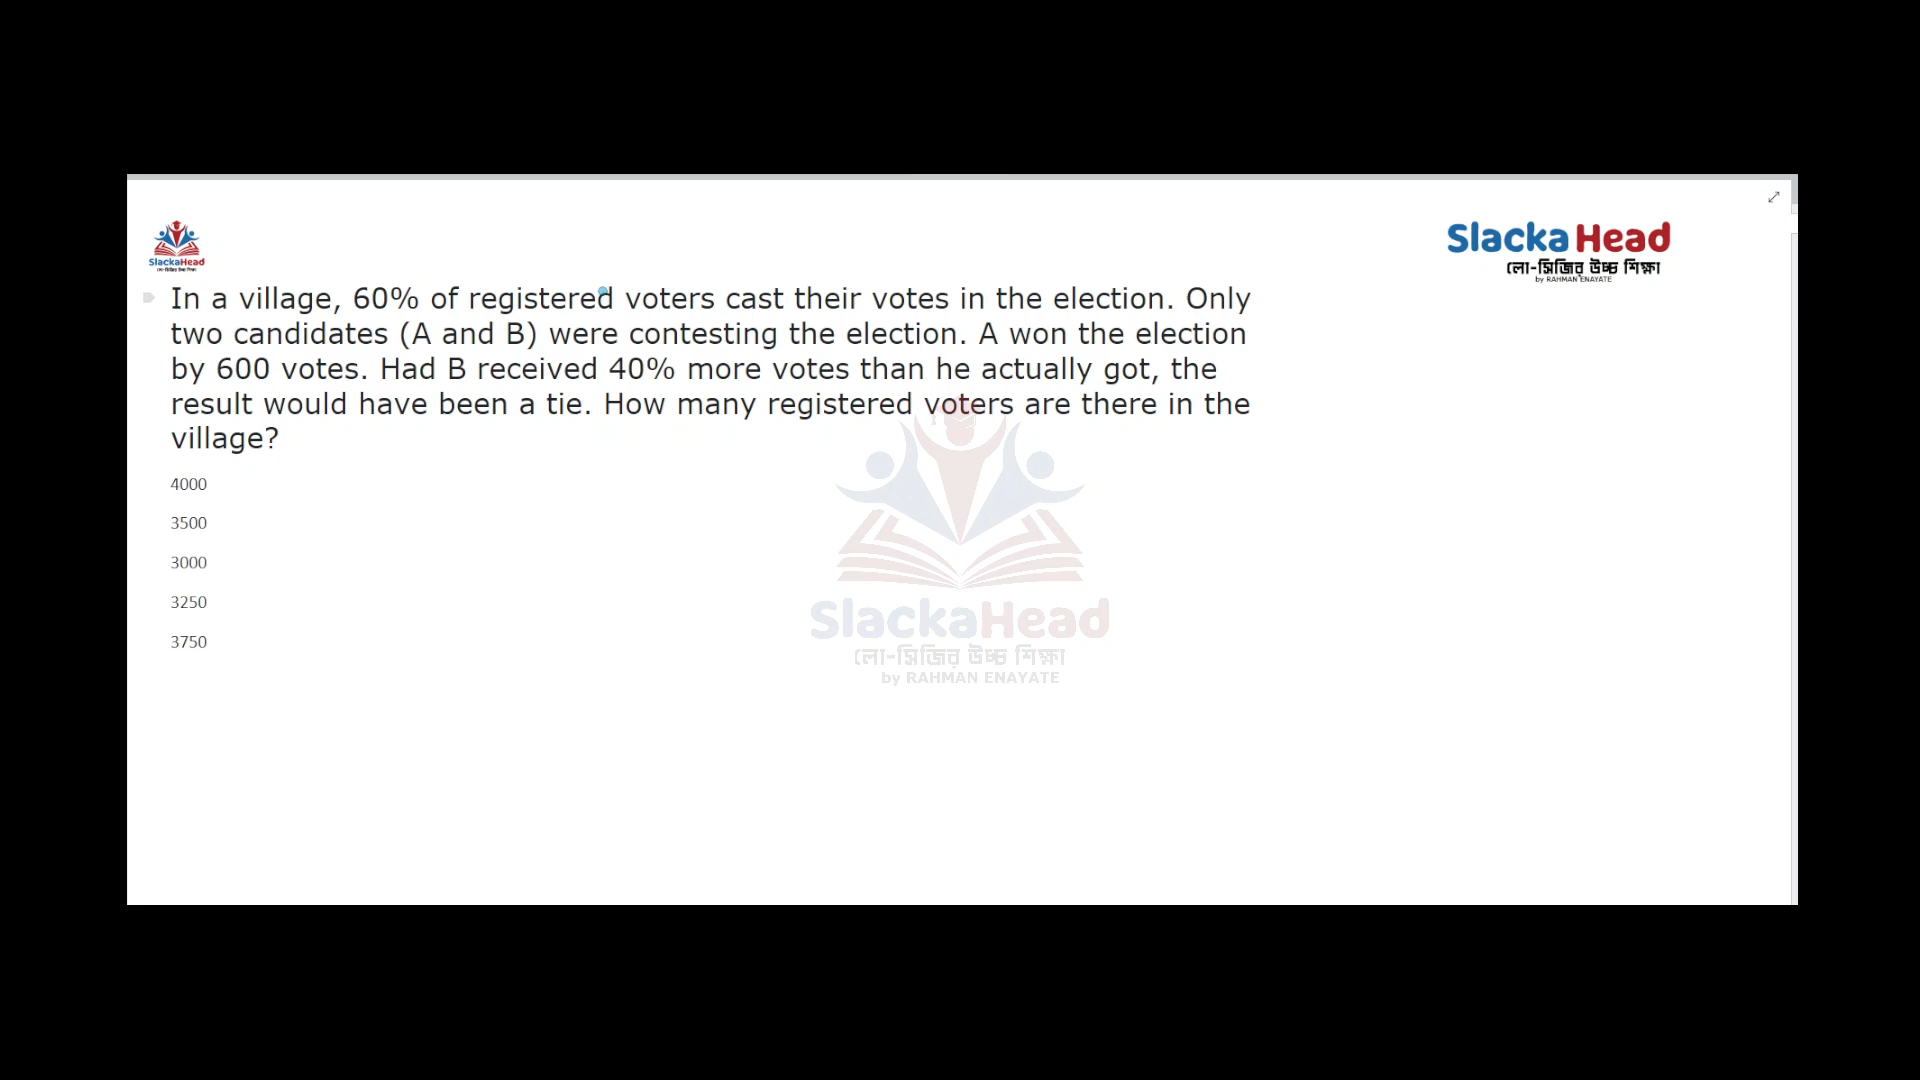 SlackaHead
লো-সিজির উচ্চ শিক্ষা
Slacka Head
লো-সিজির উচ্চ শিক্ষা
by RAHMAN ENAYATE
In a village, 60% of registered voters cast their votes in the election. Only
two candidates (A and B) were contesting the election. A won the election
by 600 votes. Had B received 40% more votes than he actually got, the
result would have been a tie. How many registered voters are there in the
village?
4000
3500
3000
3250
3750
SlackaHead
লো-সিজির উচ্চ শিক্ষা
by RAHMAN ENAYATE